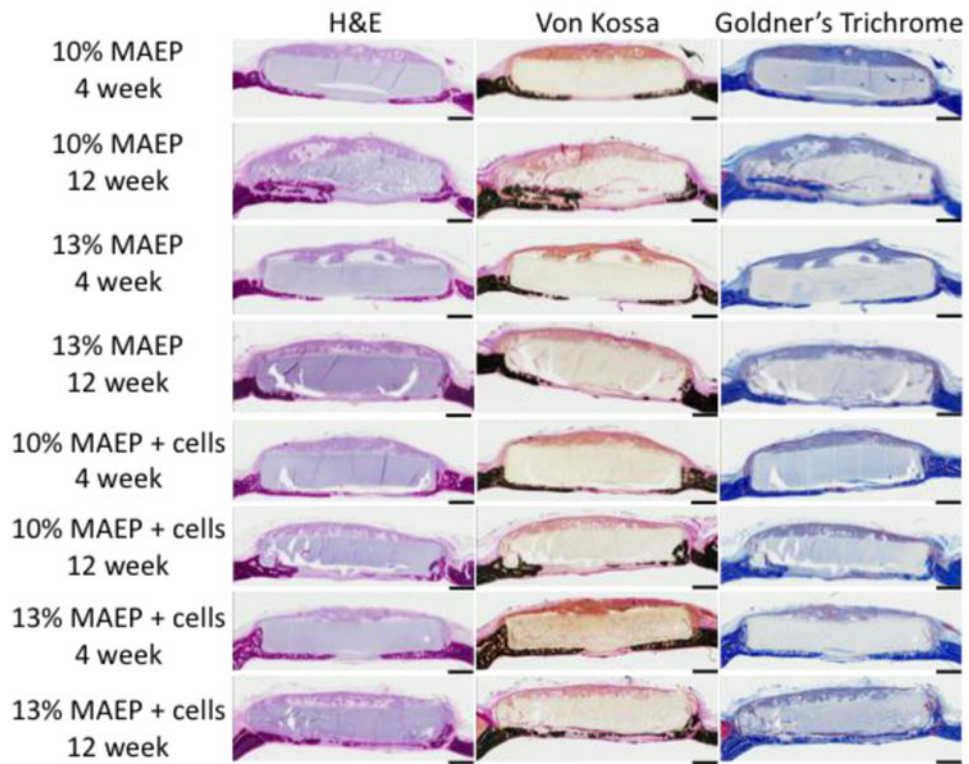 H&E Von Kossa Goldner's Trichrome
10% MAEP
4 week
10% MAEP
12 week
13% MAEP
4 week
13% MAEP
12 week
10% MAEP + cells
4 week
10% MAEP + cells
12 week
13% MAEP + cells
4 week
13% MAEP + cells
12 week